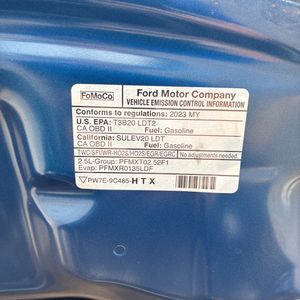 FoMoCo
Ford Motor Company
VEHICLE EMISSION CONTROL INFORMATION
Conforms to regulations: 2023 MY
U.S. EPA: T3B20 LDT2
CA OBD II Fuel: Gasoline
California: SULEV20 LDT
CA OBD II Fuel: Gasoline
TWC/SFI/WR-HO2S/HO2S/EGR/EGRC No adjustments needed.
2.5L-Group: PFMXT02.52F1
Evap: PFMXR0135LDF
PW7E-9C485-HTX